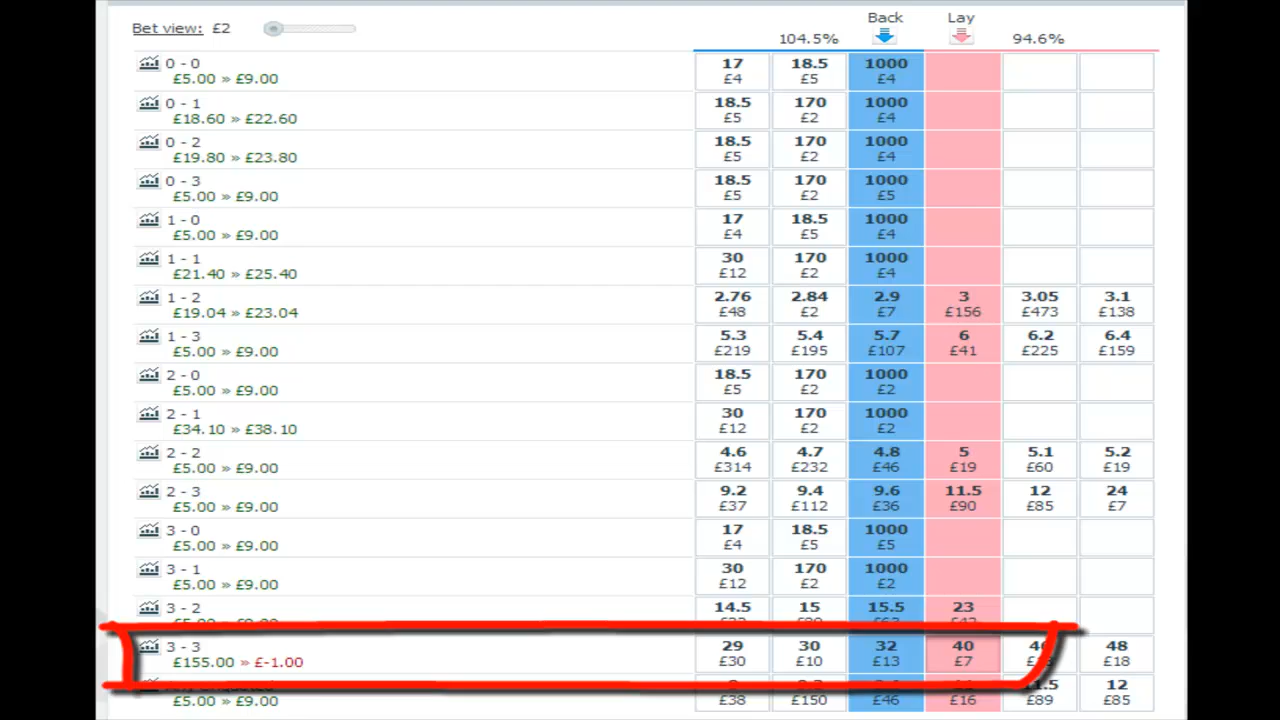 Back Lay
Bet view: £2 104.5% 94.6%
0 - 0 17 18.5 1000
£5.00 » £9.00 £4 £5 £4
0 - 1 18.5 170 1000
£18.60 » £22.60 £5 £2 £4
0 - 2 18.5 170 1000
£19.80 » £23.80 £5 £2 £4
0 - 3 18.5 170 1000
£5.00 » £9.00 £5 £2 £5
1 - 0 17 18.5 1000
£5.00 » £9.00 £4 £5 £4
1 - 1 30 170 1000
£21.40 » £25.40 £12 £2 £4
1 - 2 2.76 2.84 2.9 3 3.05 3.1
£19.04 » £23.04 £48 £2 £7 £156 £473 £138
1 - 3 5.3 5.4 5.7 6 6.2 6.4
£5.00 » £9.00 £219 £195 £107 £41 £225 £159
2 - 0 18.5 170 1000
£5.00 » £9.00 £5 £2 £2
2 - 1 30 170 1000
£34.10 » £38.10 £12 £2 £2
2 - 2 4.6 4.7 4.8 5 5.1 5.2
£5.00 » £9.00 £314 £232 £46 £19 £60 £19
2 - 3 9.2 9.4 9.6 11.5 12 24
£5.00 » £9.00 £37 £112 £36 £90 £85 £7
3 - 0 17 18.5 1000
£5.00 » £9.00 £4 £5 £5
3 - 1 30 170 1000
£5.00 » £9.00 £12 £2 £2
3 - 2 14.5 15 15.5 23
3 - 3 29 30 32 40 48
£155.00 » £-1.00 £30 £10 £13 £7 £18
12
£5.00 » £9.00 £38 £150 £46 £16 £89 £85